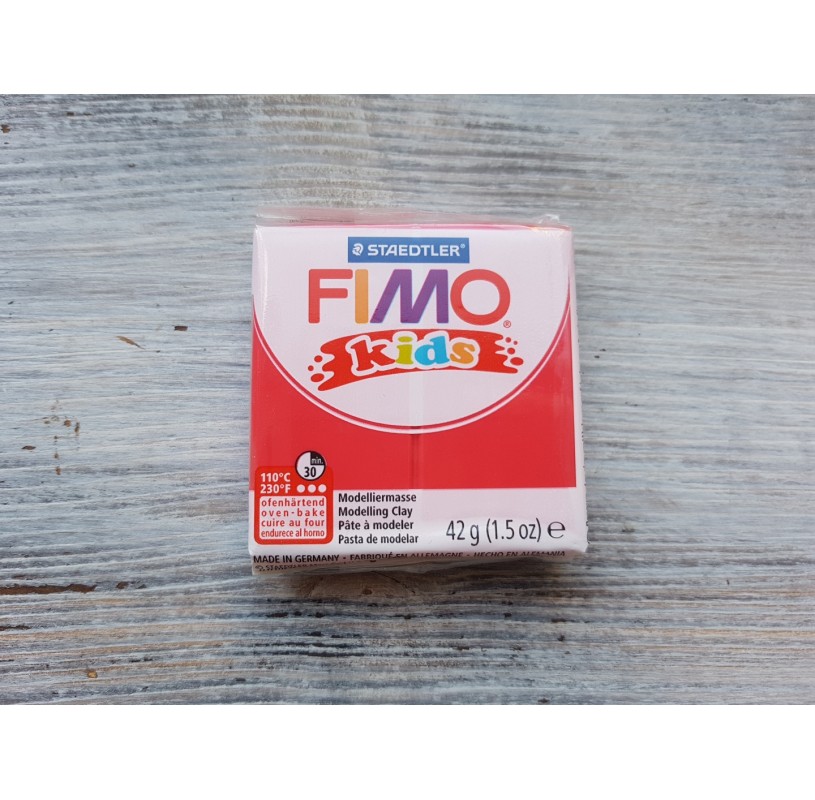 STAEDTLER®
FIMO®
kids
min.
30
110°C
230°F
ofenhärtend
oven-bake
cuire au four
endurece al horno
Modelliermasse
Modelling Clay
Pâte à modeler
Pasta de modelar
42 g (1.5 oz) ℮
MADE IN GERMANY · FABRIQUÉ EN ALLEMAGNE · HECHO EN ALEMANIA
STAEDTLER